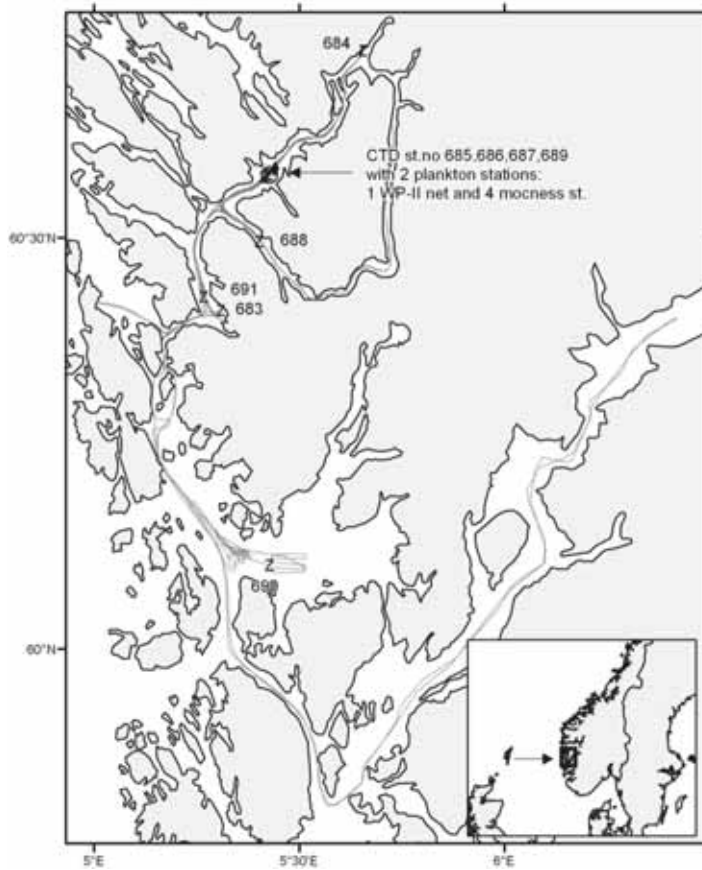 684 Z
CTD st.no 685,686,687,689
with 2 plankton stations:
1 WP-II net and 4 mocness st.
60°30'N
Z
688
Z 691
Z 683
Z
60°N
5°E
5°30'E
6°E